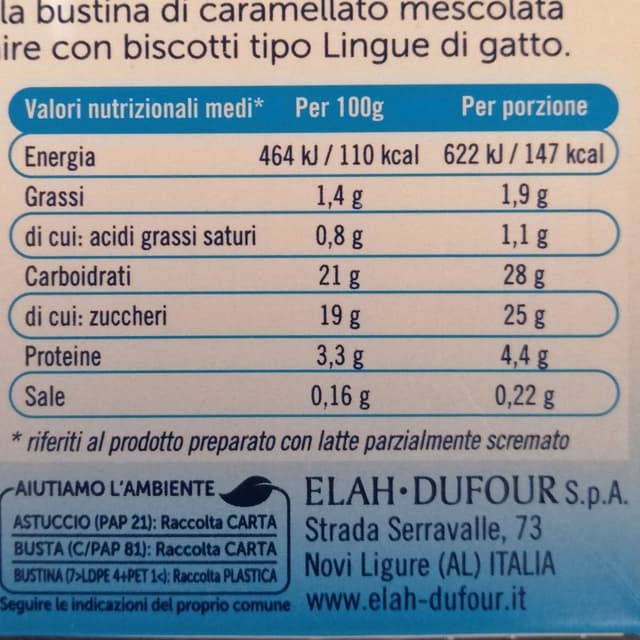 la bustina di caramellato mescolata
ire con biscotti tipo Lingue di gatto.
Valori nutrizionali medi* Per 100g Per porzione
Energia 464 kJ / 110 kcal 622 kJ / 147 kcal
Grassi 1,4 g 1,9 g
di cui: acidi grassi saturi 0,8 g 1,1 g
Carboidrati 21 g 28 g
di cui: zuccheri 19 g 25 g
Proteine 3,3 g 4,4 g
Sale 0,16 g 0,22 g
* riferiti al prodotto preparato con latte parzialmente scremato
AIUTIAMO L'AMBIENTE
ASTUCCIO (PAP 21): Raccolta CARTA
BUSTA (C/PAP 81): Raccolta CARTA
BUSTINA (7>LDPE 4+PET 1<): Raccolta PLASTICA
Seguire le indicazioni del proprio comune
ELAH•DUFOUR S.p.A.
Strada Serravalle, 73
Novi Ligure (AL) ITALIA
www.elah-dufour.it